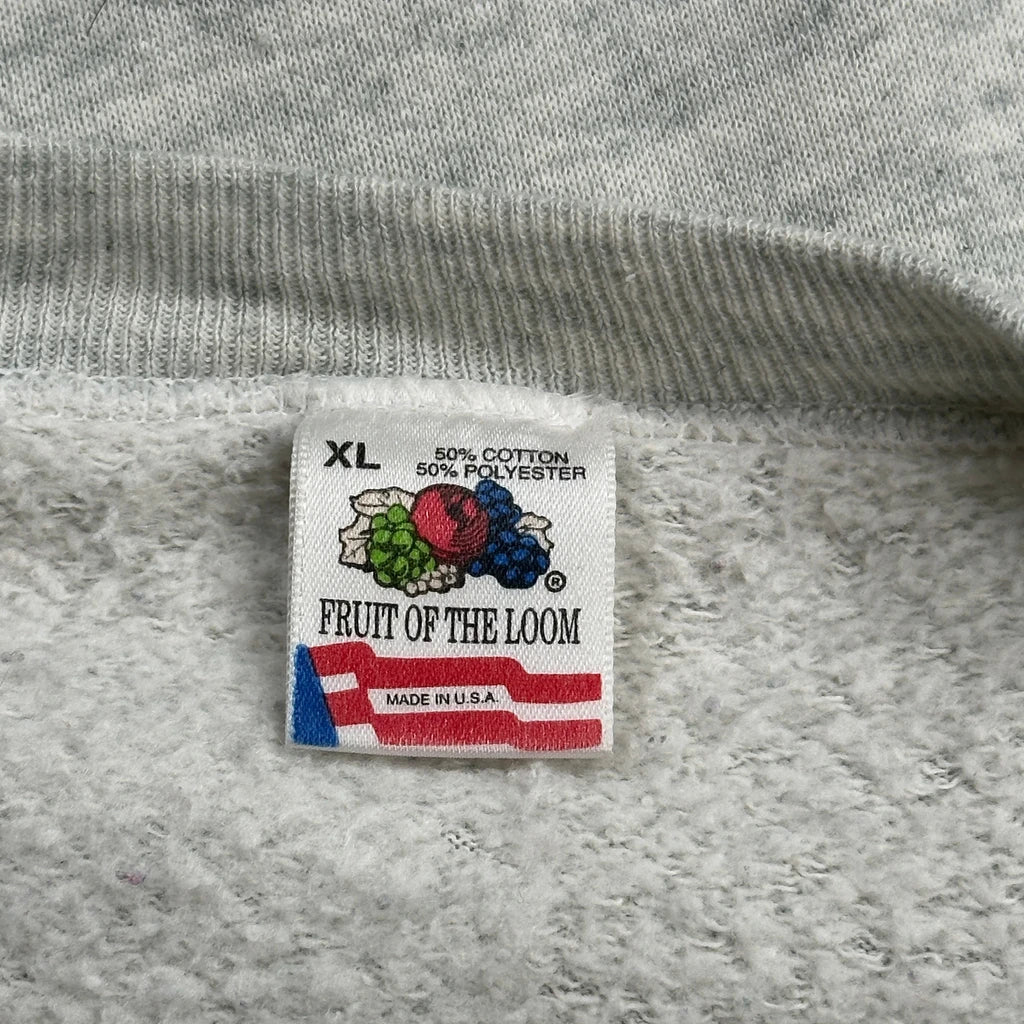 XL
50% COTTON
50% POLYESTER
®
FRUIT OF THE LOOM
MADE IN U.S.A.